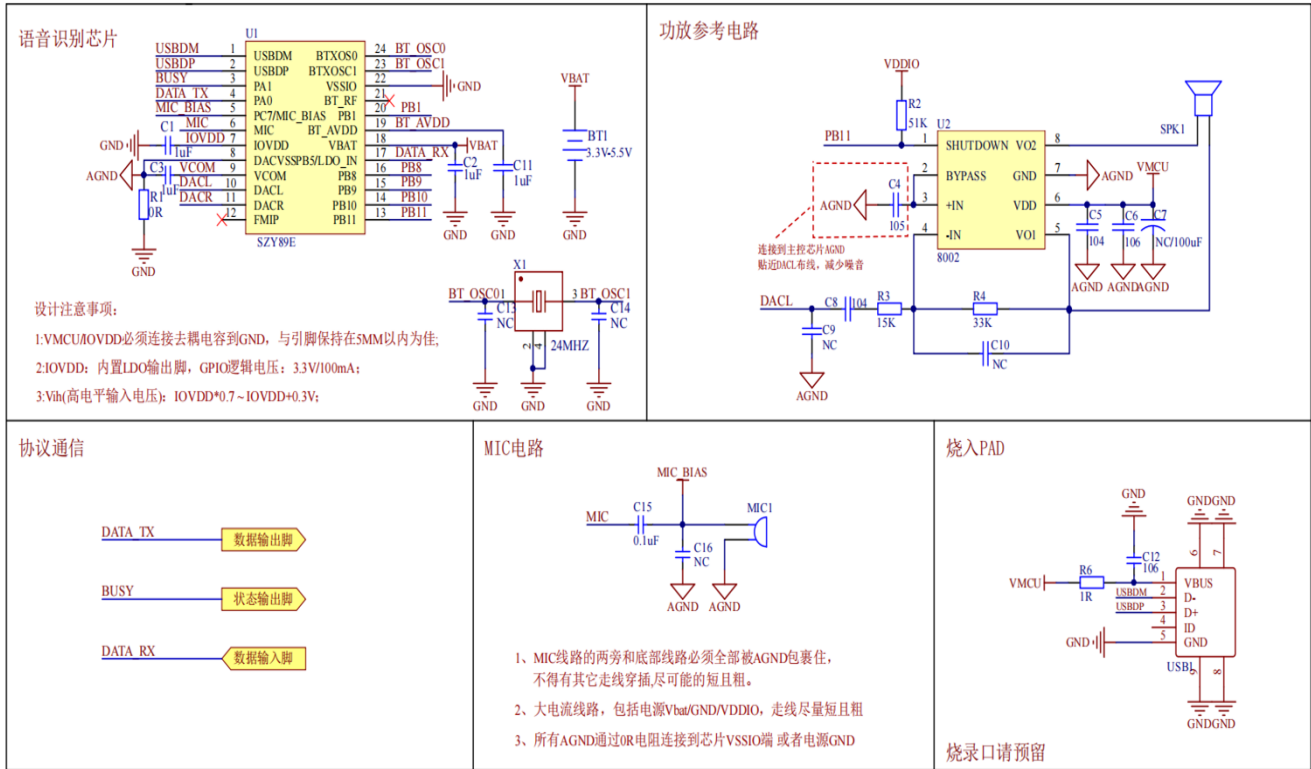 语音识别芯片
U1
USBDM 1 USBDM BTXOS0 24 BT_OSC0
USBDP 2 USBDP BTXOSC1 23 BT_OSC1
BUSY 3 PA1 VSSIO 22 GND
DATA_TX 4 PA0 BT_RF 21
MIC_BIAS 5 PC7/MIC_BIAS PB1 20 PB1
MIC 6 MIC BT_AVDD 19 BT_AVDD
IOVDD 7 IOVDD VBAT 18 VBAT
8 DACVSSPB5/LDO_IN 17 DATA_RX
VCOM 9 VCOM PB8 16 PB8
DACL 10 DACL PB9 15 PB9
DACR 11 DACR PB10 14 PB10
12 FMIP PB11 13 PB11
SZY89E
GND
C1
1uF
AGND
C3
1uF
R1
0R
GND
C2
1uF
GND
C11
1uF
GND
VBAT
BT1
3.3V-5.5V
GND
X1
BT_OSC0 1 3 BT_OSC1
C13
NC
2 4
24MHZ
C14
NC
GND GND GND
设计注意事项：
1:VMCU/IOVDD必须连接去耦电容到GND，与引脚保持在5MM以内为佳;
2:IOVDD：内置LDO输出脚，GPIO逻辑电压：3.3V/100mA；
3:Vih(高电平输入电压)：IOVDD*0.7～IOVDD+0.3V；
功放参考电路
VDDIO
R2
51K
U2
PB11 1 SHUTDOWN VO2 8
2 BYPASS GND 7 AGND
3 +IN VDD 6
4 -IN VO1 5
8002
SPK1
VMCU
AGND
C4
105
连接到主控芯片AGND
贴近DACL布线，减少噪音
C5
104
C6
106
C7
NC/100uF
AGND AGND AGND
DACL
C8
104
R3
15K
R4
33K
C9
NC
C10
NC
AGND
协议通信
DATA_TX 数据输出脚
BUSY 状态输出脚
DATA_RX 数据输入脚
MIC电路
MIC_BIAS
MIC
C15
0.1uF
MIC1
C16
NC
AGND AGND
1、MIC线路的两旁和底部线路必须全部被AGND包裹住，
不得有其它走线穿插,尽可能的短且粗。
2、大电流线路，包括电源Vbat/GND/VDDIO，走线尽量短且粗
3、所有AGND通过0R电阻连接到芯片VSSIO端 或者电源GND
烧入PAD
GND
GND GND
6 7
C12
106
VMCU
R6
1R
1 VBUS
USBDM 2 D-
USBDP 3 D+
4 ID
GND 5 GND
USB1
9 8
GND GND
烧录口请预留